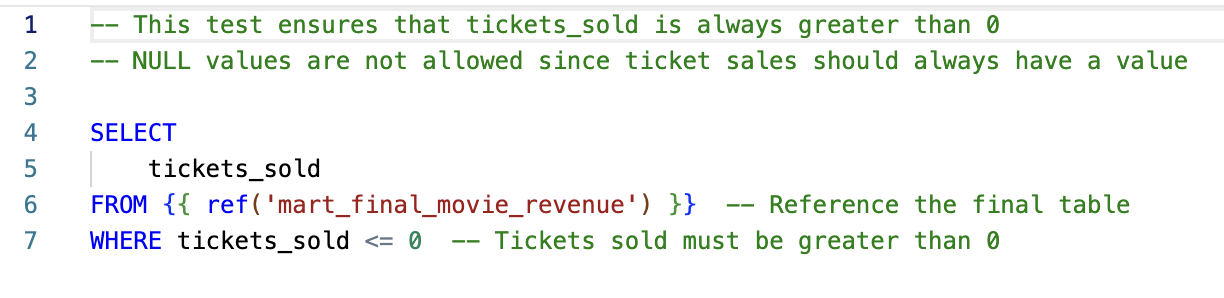 1 -- This test ensures that tickets_sold is always greater than 0
2 -- NULL values are not allowed since ticket sales should always have a value
3
4 SELECT
5     tickets_sold
6 FROM {{ ref('mart_final_movie_revenue') }}  -- Reference the final table
7 WHERE tickets_sold <= 0  -- Tickets sold must be greater than 0